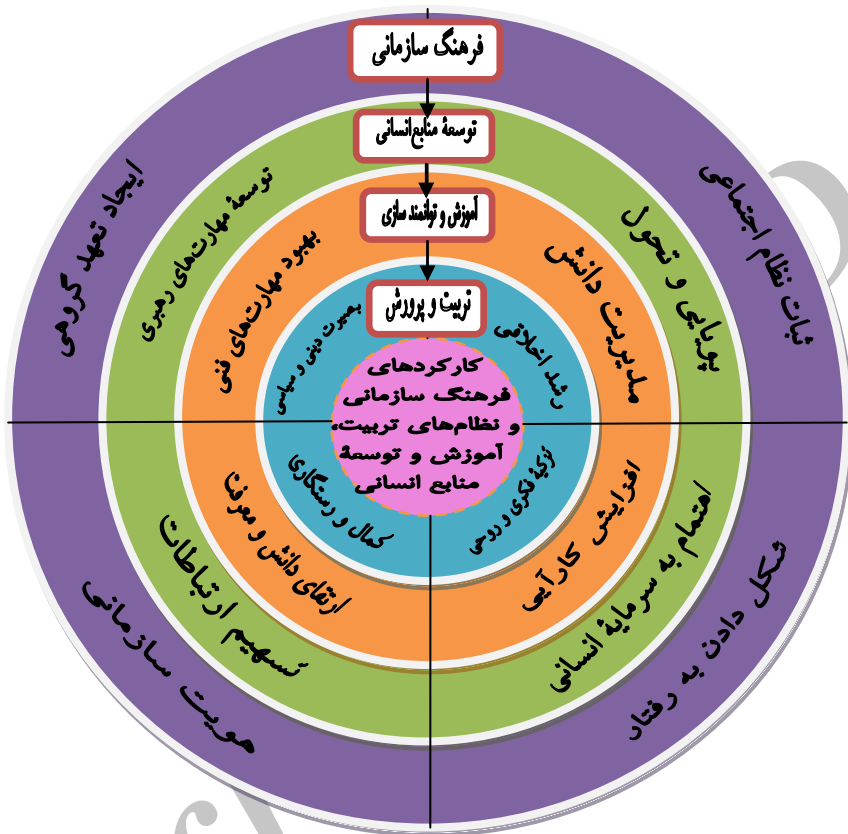 فرهنگ سازمانی
توسعهٔ منابع‌انسانی
آموزش و توانمند سازی
تربیت و پرورش
ثبات نظام اجتماعی
ایجاد تعهد گروهی
هویت سازمانی
شکل دادن به رفتار
پویایی و تحول
توسعهٔ مهارت‌های رهبری
تسهیم ارتباطات
اهتمام به سرمایهٔ انسانی
مدیریت دانش
بهبود مهارت‌های فنی
ارتقای دانش و معرفت
افزایش کارآیی
رشد اخلاقی
بصیرت دینی و سیاسی
کمال و رستگاری
تزکیهٔ فکری و روحی
کارکردهای
فرهنگ سازمانی
و نظام‌های تربیت،
آموزش و توسعهٔ
منابع انسانی